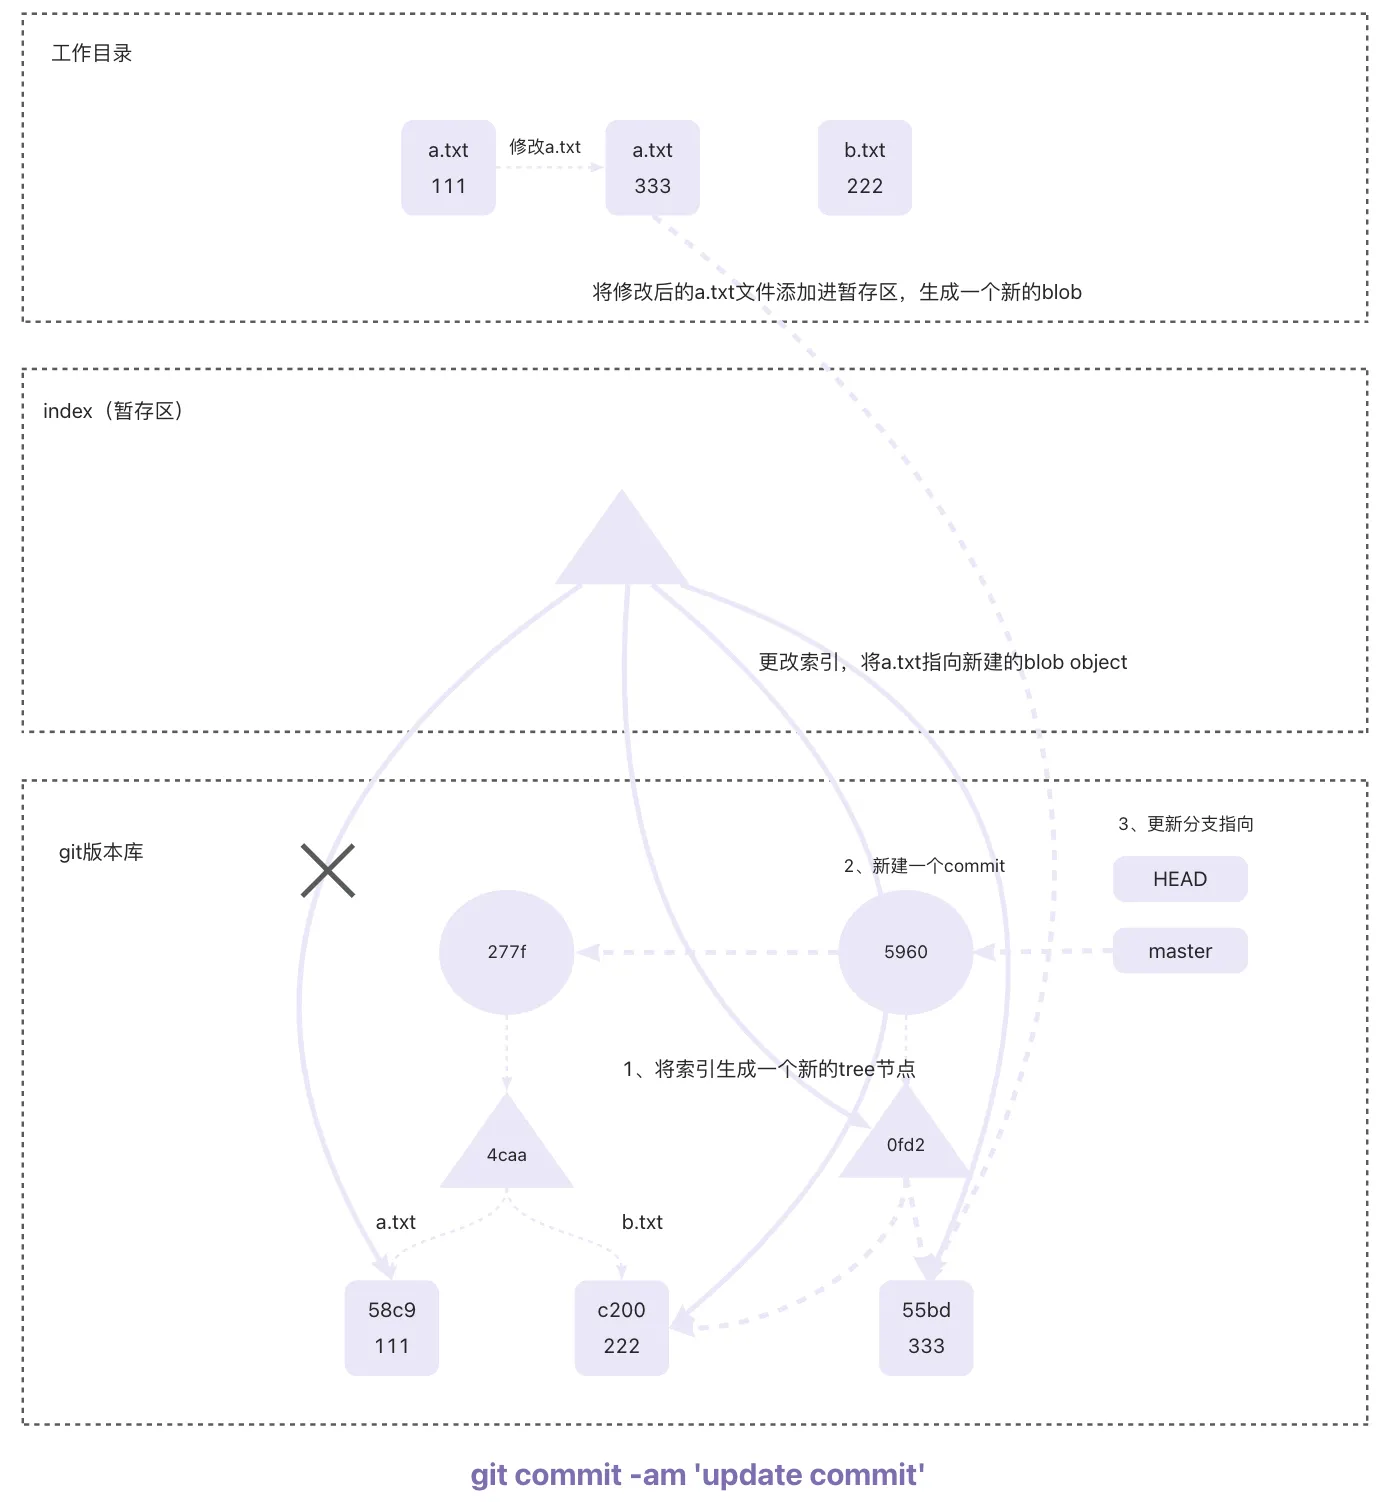 工作目录
a.txt
111
修改a.txt
a.txt
333
b.txt
222
将修改后的a.txt文件添加进暂存区，生成一个新的blob
index（暂存区）
更改索引，将a.txt指向新建的blob object
git版本库
3、更新分支指向
HEAD
2、新建一个commit
277f
5960
master
1、将索引生成一个新的tree节点
4caa
0fd2
a.txt
b.txt
58c9
111
c200
222
55bd
333
git commit -am 'update commit'